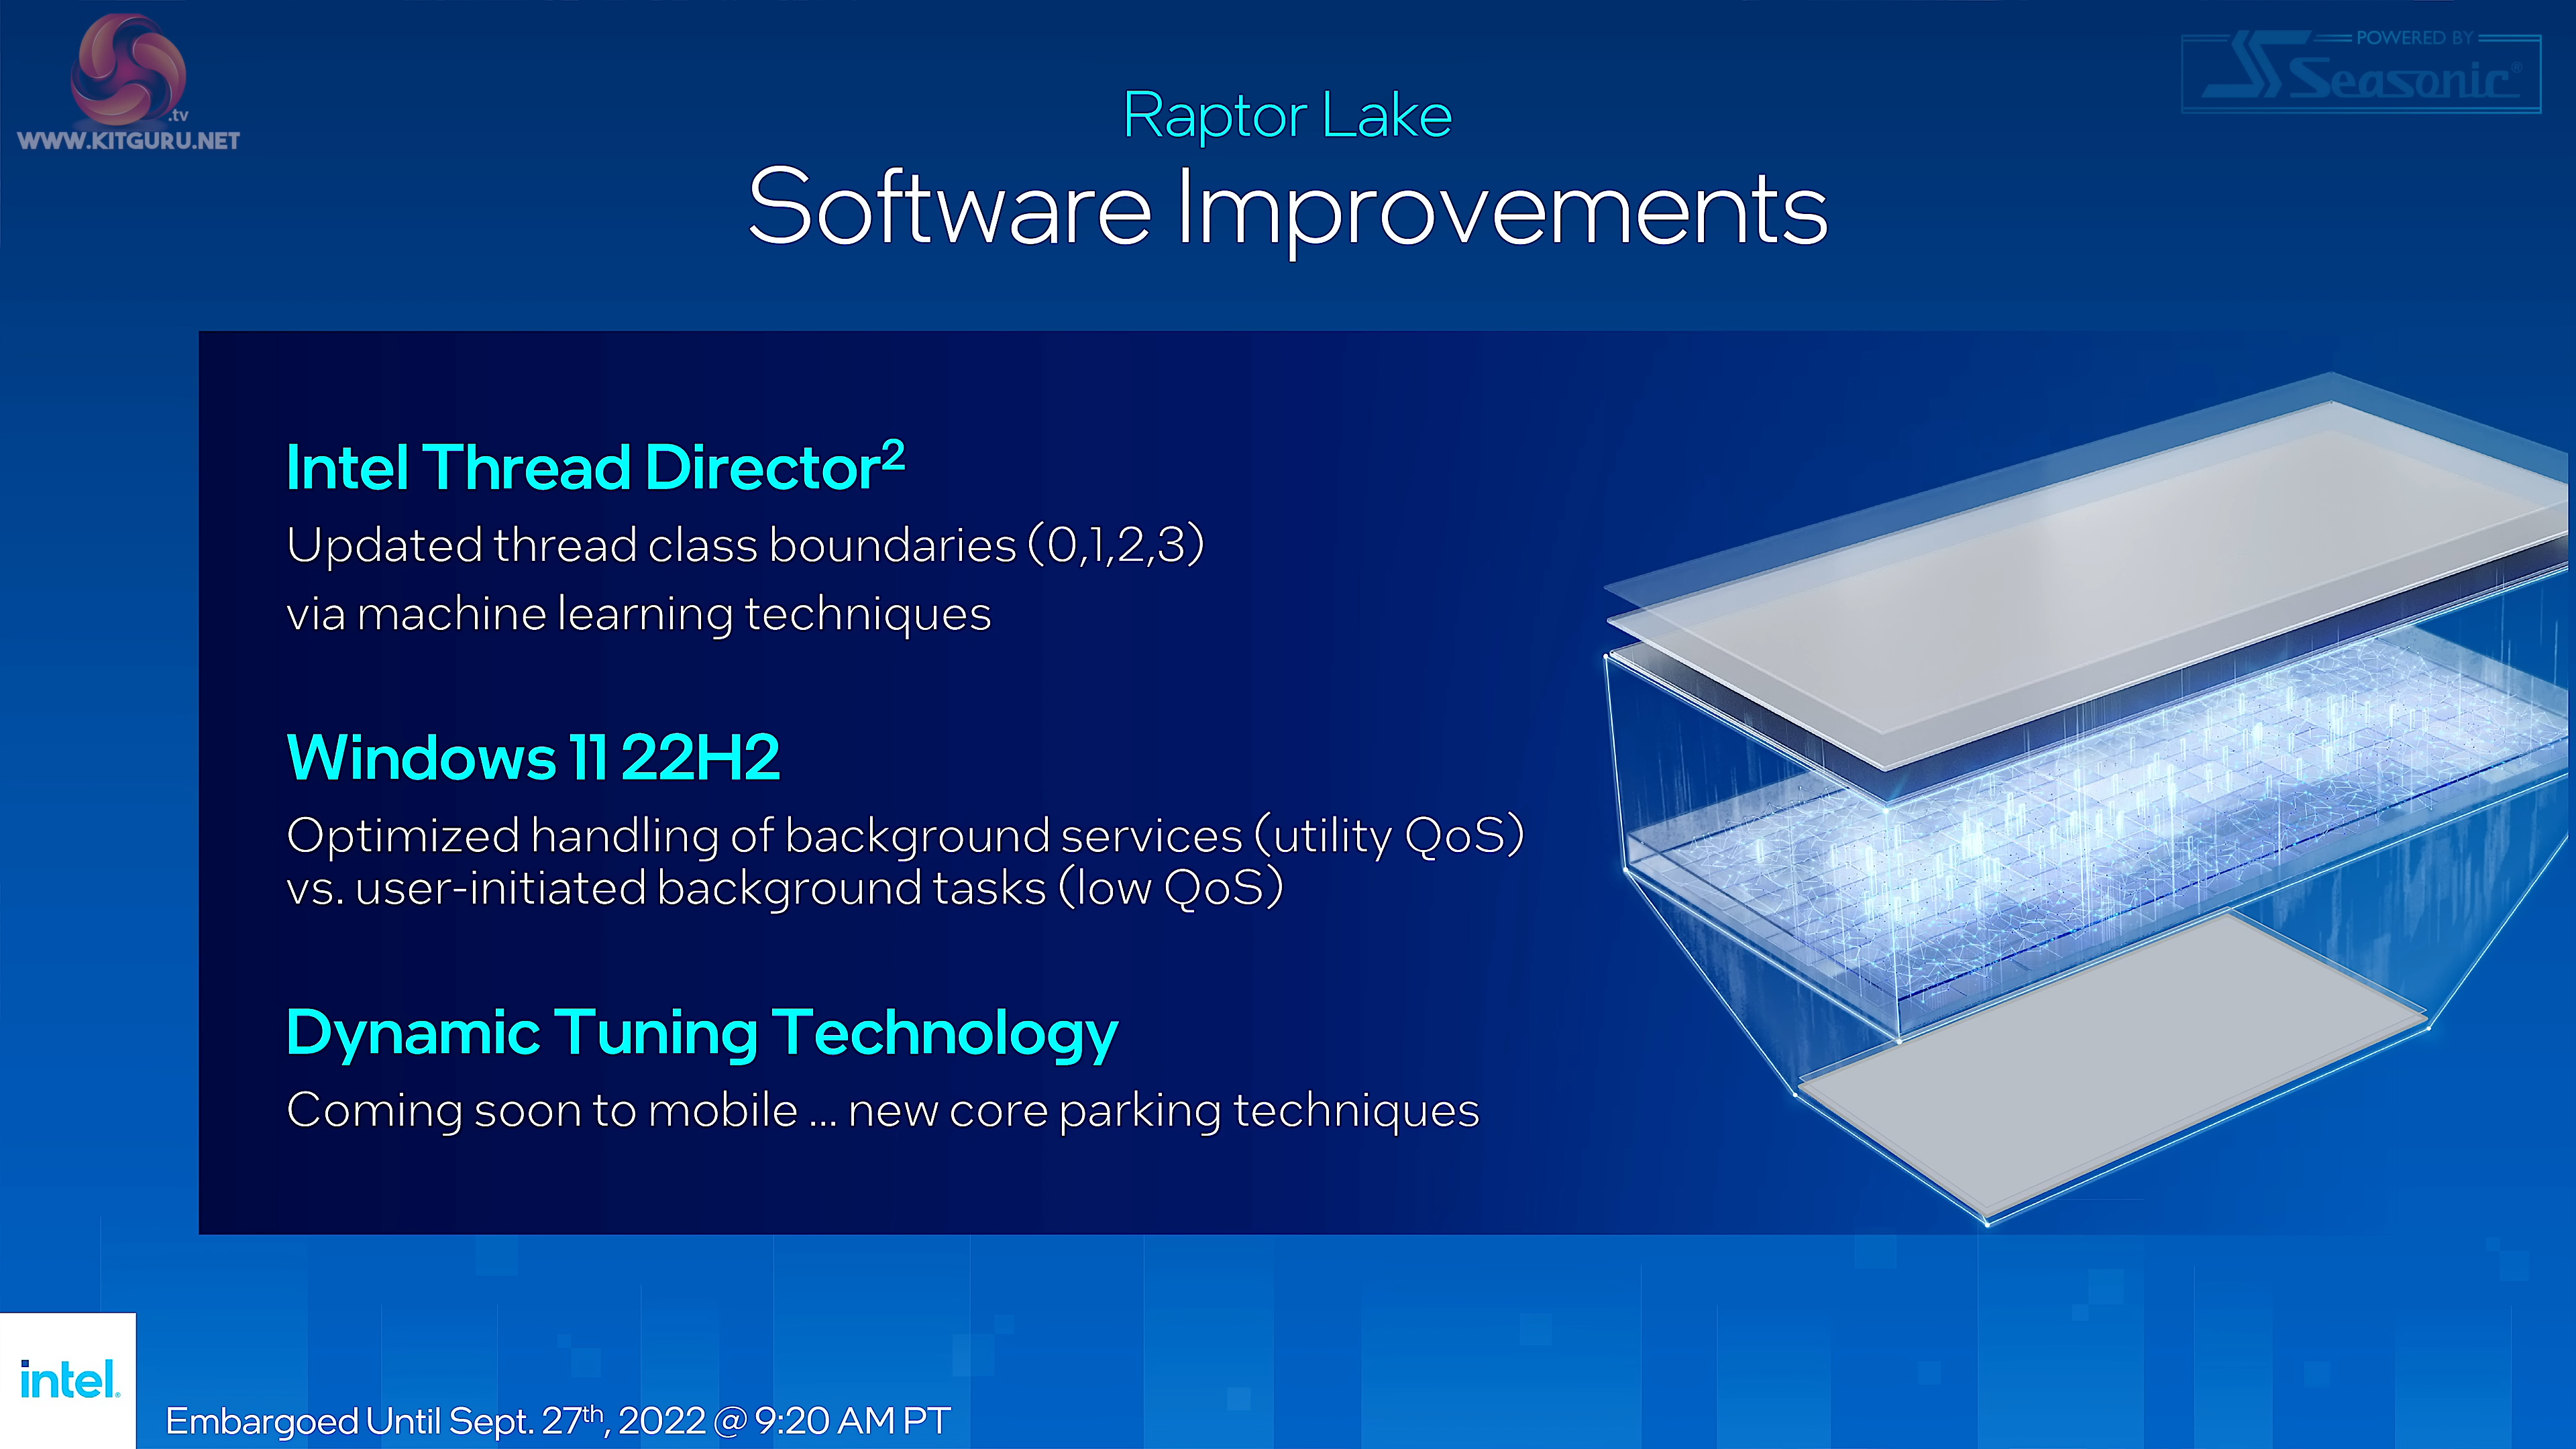 .tv
WWW.KITGURU.NET
POWERED BY
Seasonic®
Raptor Lake
Software Improvements
Intel Thread Director²
Updated thread class boundaries (0,1,2,3)
via machine learning techniques
Windows 11 22H2
Optimized handling of background services (utility QoS)
vs. user-initiated background tasks (low QoS)
Dynamic Tuning Technology
Coming soon to mobile ... new core parking techniques
intel.
Embargoed Until Sept. 27th, 2022 @ 9:20 AM PT